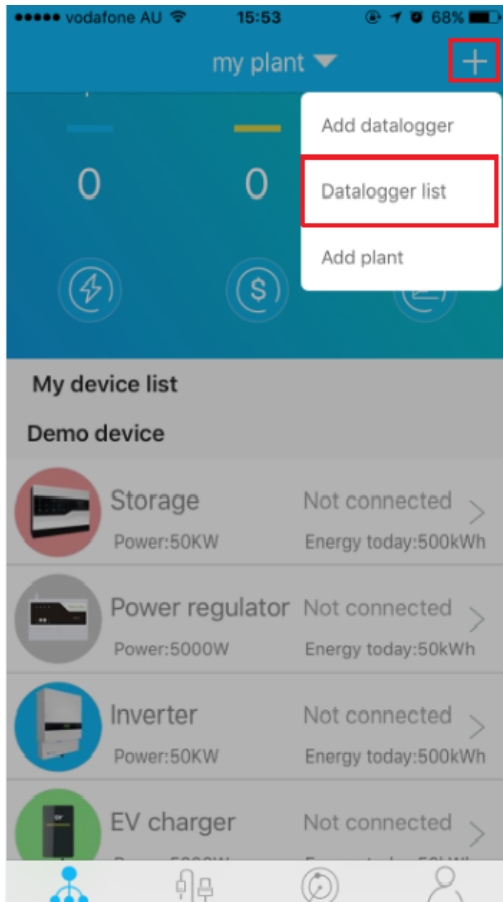 vodafone AU 15:53 68%
my plant
Add datalogger
0 0 Datalogger list
Add plant
$
My device list
Demo device
Storage Not connected
Power:50KW Energy today:500kWh
Power regulator Not connected
Power:5000W Energy today:50kWh
Inverter Not connected
Power:50KW Energy today:500kWh
EV charger Not connected